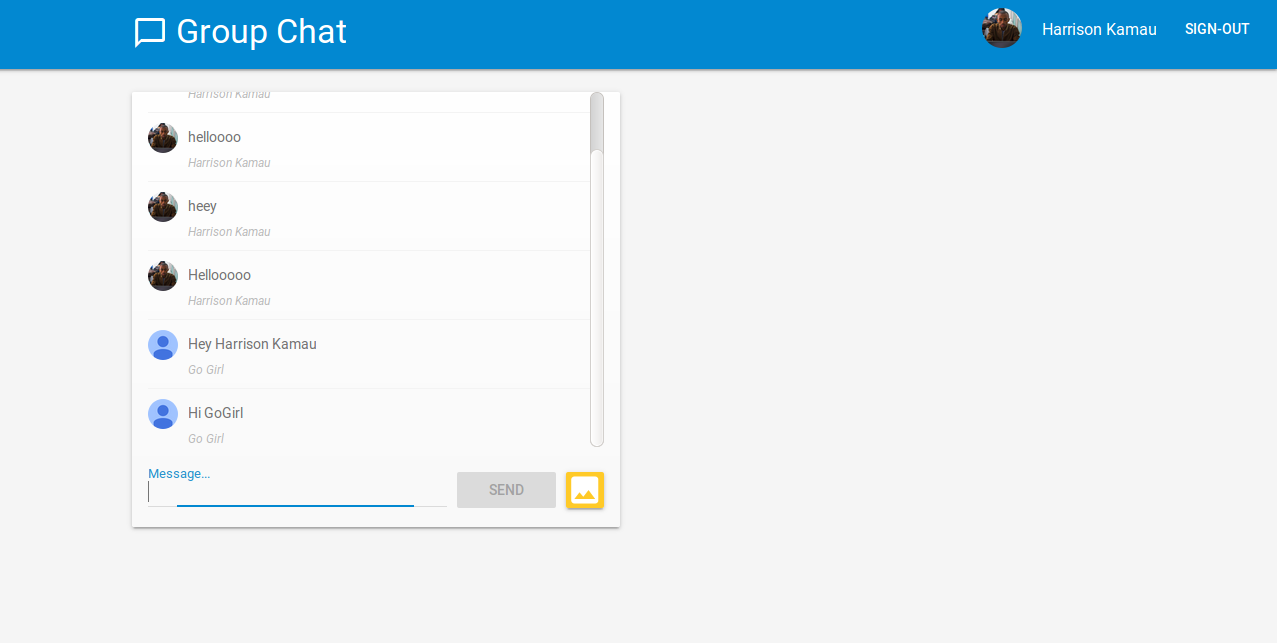 Group Chat
Harrison Kamau SIGN-OUT
Harrison Kamau
helloooo
Harrison Kamau
heey
Harrison Kamau
Hellooooo
Harrison Kamau
Hey Harrison Kamau
Go Girl
Hi GoGirl
Go Girl
Message...
SEND